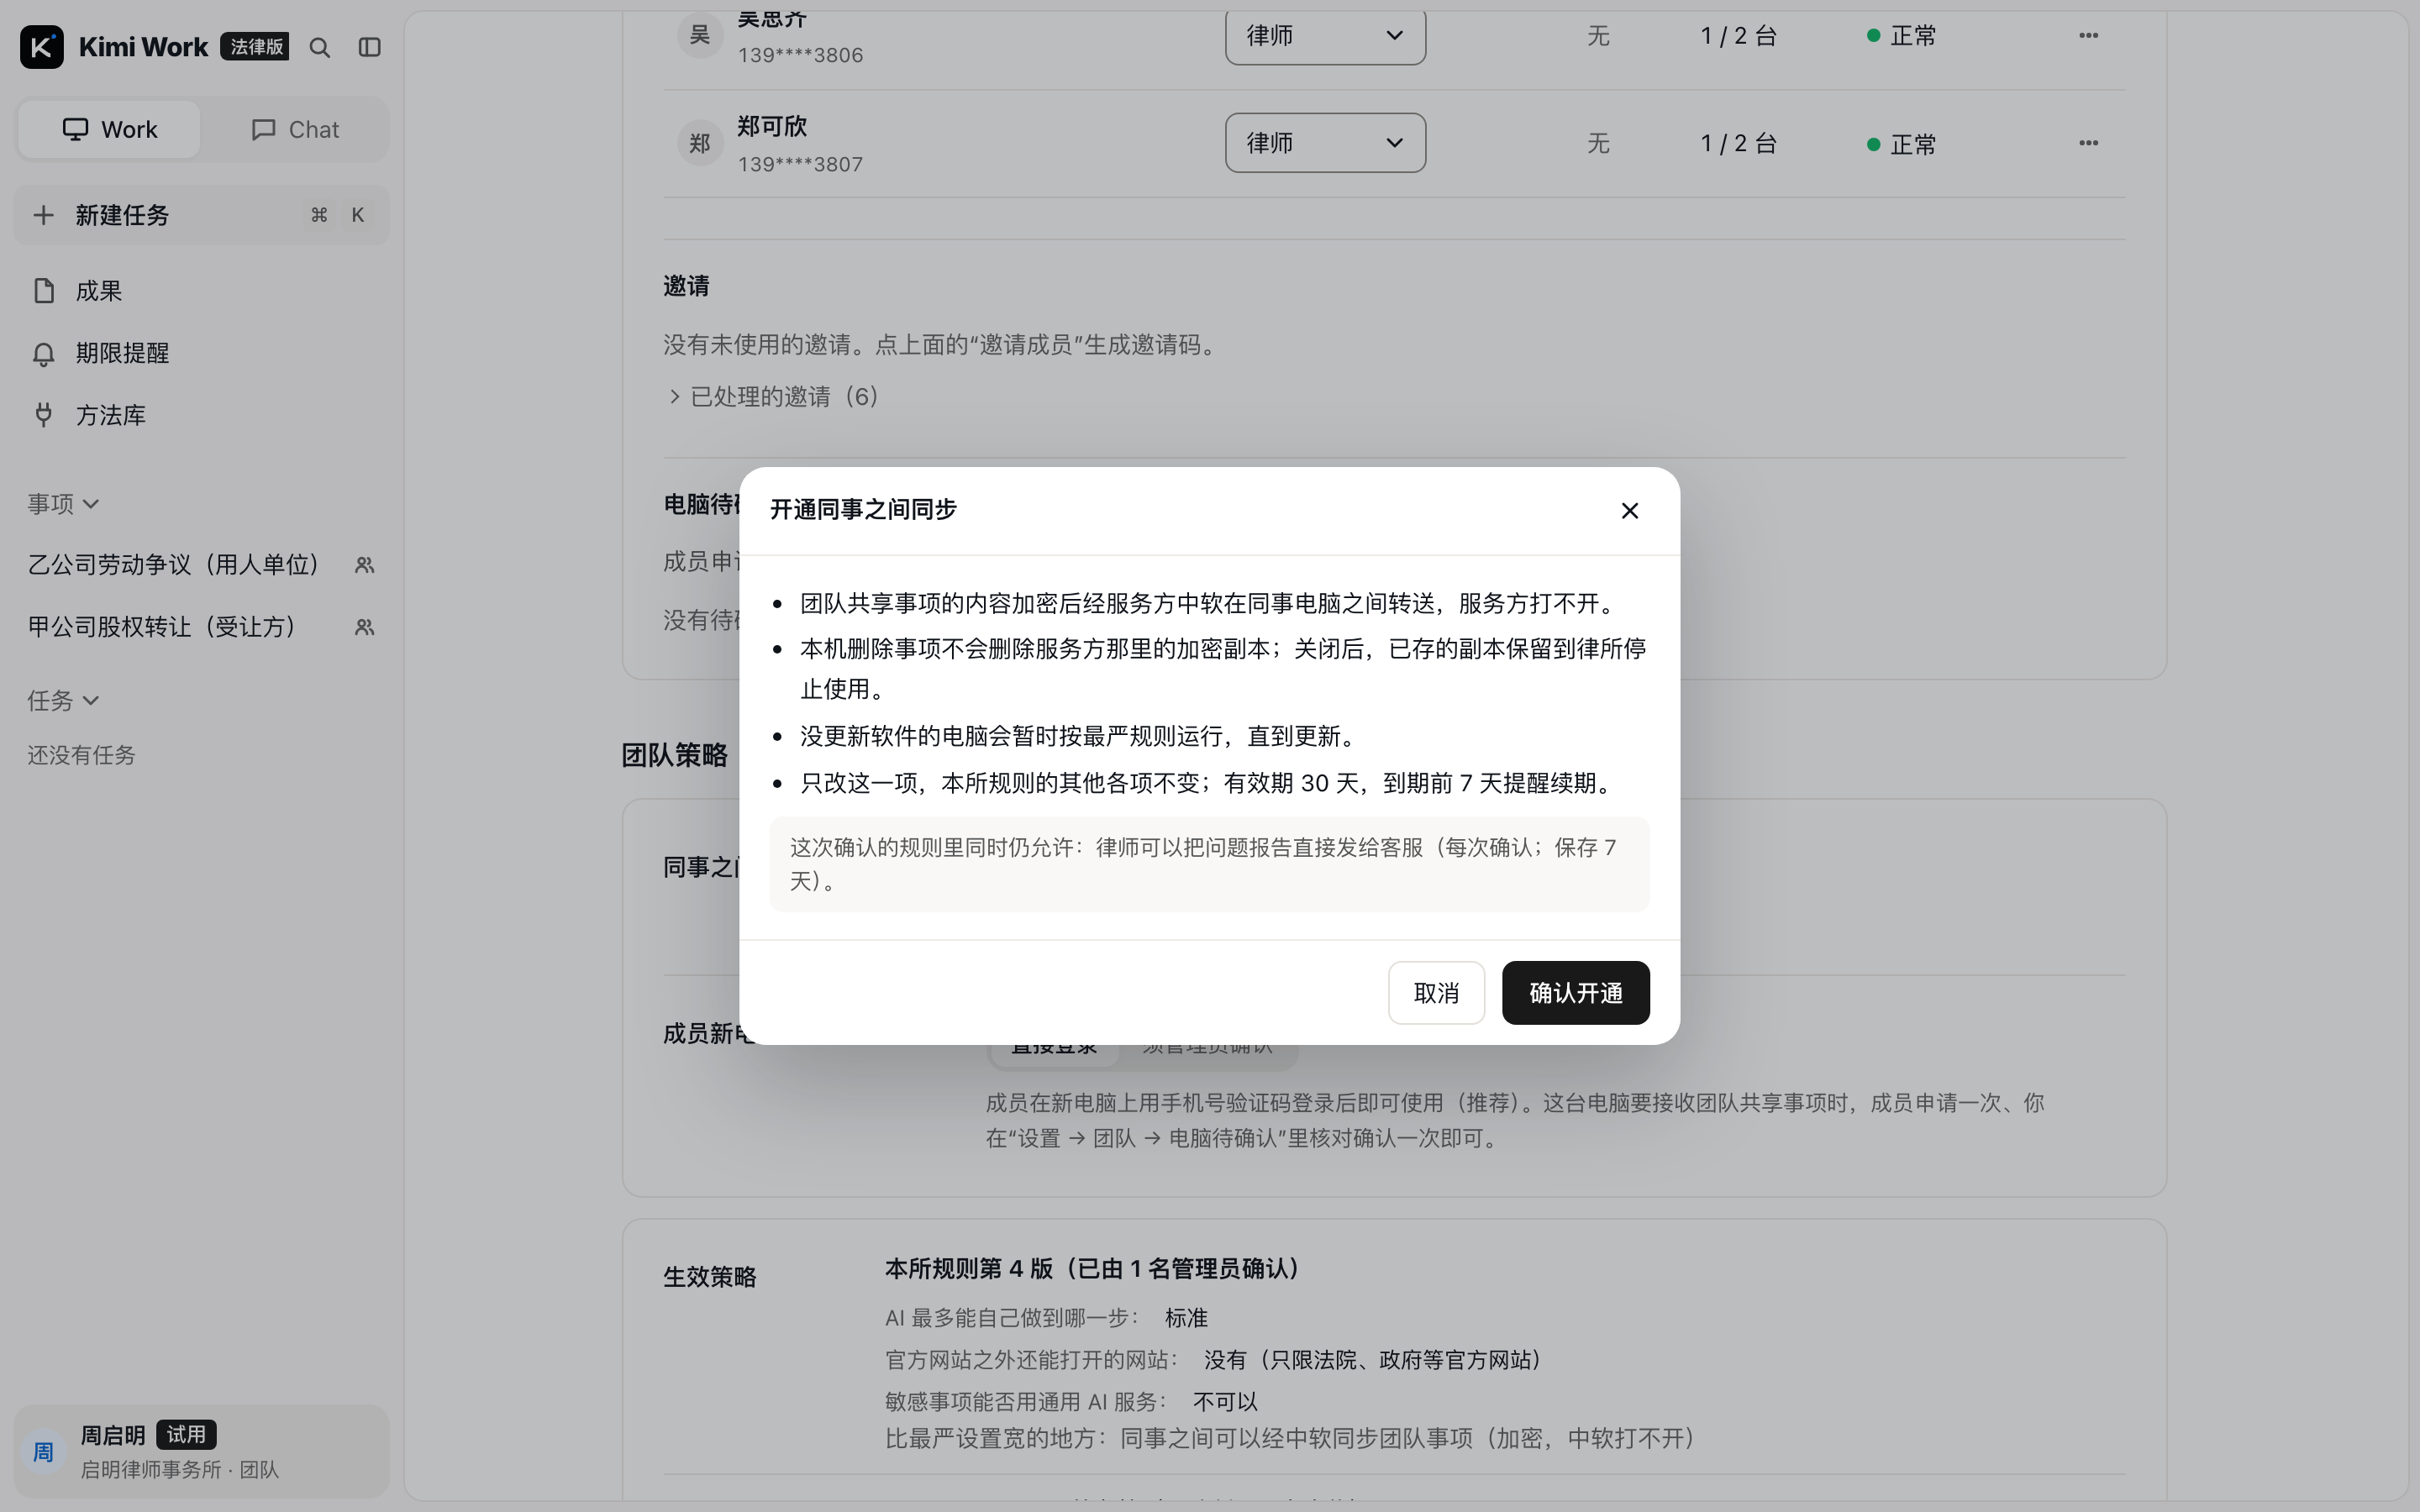 Kimi Work 法律版
Work
Chat
新建任务 ⌘ K
成果
期限提醒
方法库
事项
乙公司劳动争议（用人单位）
甲公司股权转让（受让方）
任务
还没有任务
周 周启明 试用
启明律师事务所 · 团队
吴 吴思齐
139****3806
律师
无
1 / 2 台
正常
郑 郑可欣
139****3807
律师
无
1 / 2 台
正常
邀请
没有未使用的邀请。点上面的“邀请成员”生成邀请码。
已处理的邀请（6）
电脑待
成员申
没有待
开通同事之间同步
• 团队共享事项的内容加密后经服务方中软在同事电脑之间转送，服务方打不开。
• 本机删除事项不会删除服务方那里的加密副本；关闭后，已存的副本保留到律所停
止使用。
• 没更新软件的电脑会暂时按最严规则运行，直到更新。
• 只改这一项，本所规则的其他各项不变；有效期 30 天，到期前 7 天提醒续期。
这次确认的规则里同时仍允许：律师可以把问题报告直接发给客服（每次确认；保存 7
天）。
取消
确认开通
团队策略
同事之
成员新
直接登录
须管理员确认
成员在新电脑上用手机号验证码登录后即可使用（推荐）。这台电脑要接收团队共享事项时，成员申请一次、你
在“设置 → 团队 → 电脑待确认”里核对确认一次即可。
生效策略
本所规则第 4 版（已由 1 名管理员确认）
AI 最多能自己做到哪一步： 标准
官方网站之外还能打开的网站： 没有（只限法院、政府等官方网站）
敏感事项能否用通用 AI 服务： 不可以
比最严设置宽的地方：同事之间可以经中软同步团队事项（加密，中软打不开）